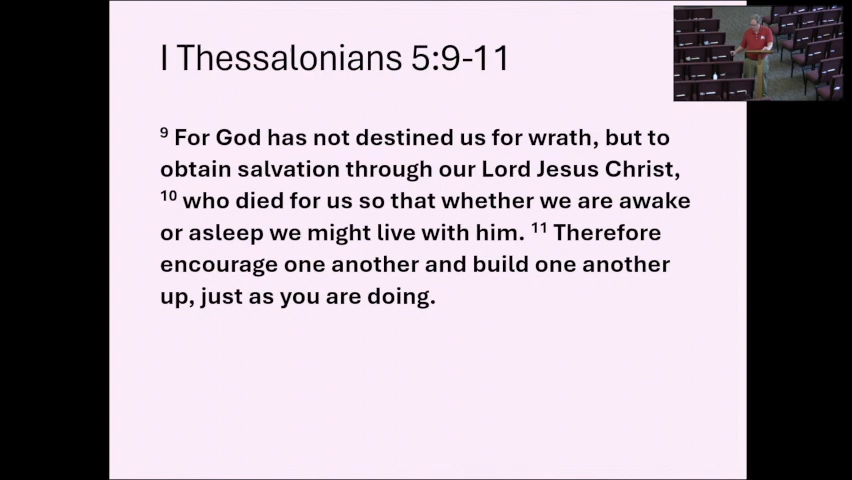 I Thessalonians 5:9-11
⁹ For God has not destined us for wrath, but to
obtain salvation through our Lord Jesus Christ,
¹⁰ who died for us so that whether we are awake
or asleep we might live with him. ¹¹ Therefore
encourage one another and build one another
up, just as you are doing.